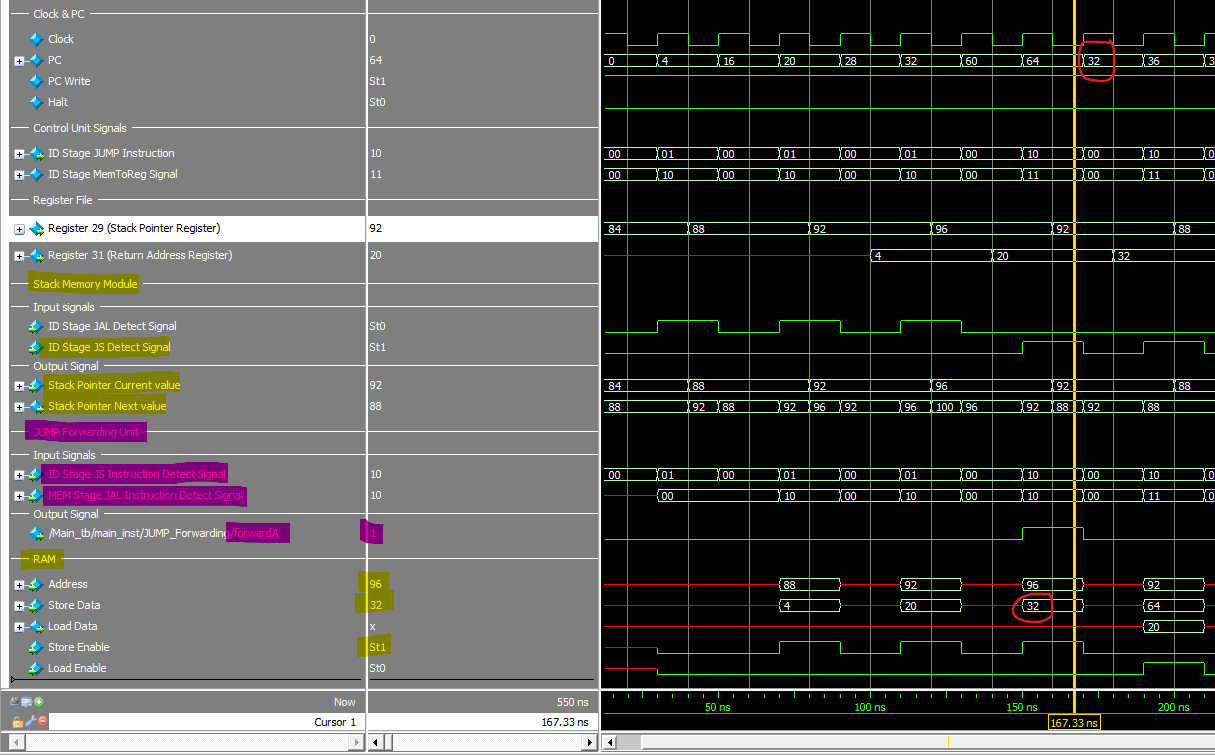 Clock & PC
Clock 0
PC 64 0 4 16 20 28 32 60 64 32 36 3
PC Write St1
Halt St0
Control Unit Signals
ID Stage JUMP Instruction 10 00 01 00 01 00 01 00 10 00 10 0
ID Stage MemToReg Signal 11 00 10 00 10 00 10 00 11 00 11 0
Register File
Register 29 (Stack Pointer Register) 92 84 88 92 96 92 88
Register 31 (Return Address Register) 20 4 20 32
Stack Memory Module
Input signals
ID Stage JAL Detect Signal St0
ID Stage JS Detect Signal St1
Output Signal
Stack Pointer Current value 92 84 88 92 96 92 88
Stack Pointer Next value 88 88 92 88 92 96 92 96 100 96 92 88 92 88
JUMP Forwarding Unit
Input Signals
ID Stage JS Instruction Detect Signal 10 00 01 00 01 00 01 00 10 00 10 0
MEM Stage JAL Instruction Detect Signal 10 00 10 00 10 00 10 00 11 0
Output Signal
/Main_tb/main_inst/JUMP_Forwarding/forwardA 1
RAM
Address 96 88 92 96 92
Store Data 32 4 20 32 64
Load Data x 20
Store Enable St1
Load Enable St0
Now 550 ns 50 ns 100 ns 150 ns 200 ns
Cursor 1 167.33 ns 167.33 ns